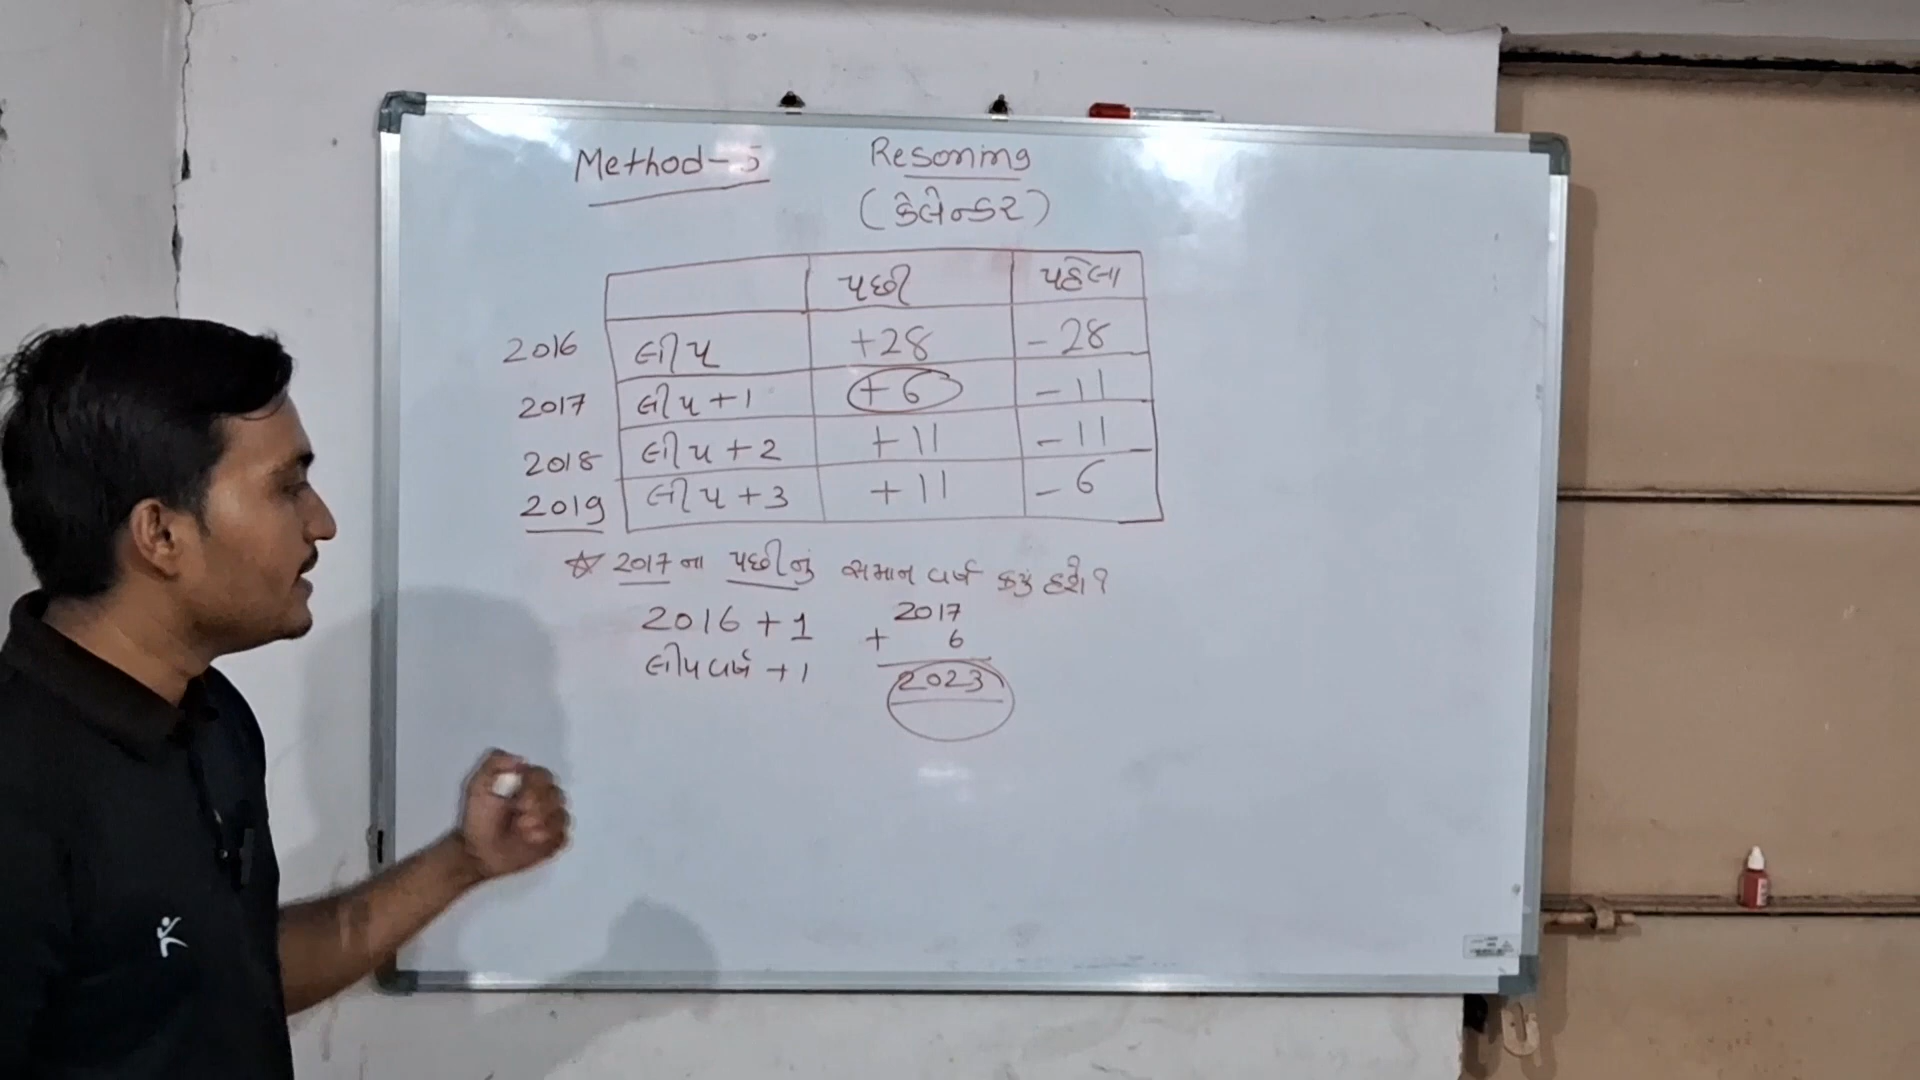 Method-5
Resoning
(કેલેન્ડર)
પછી પહેલા
2016 લીપ +28 -28
2017 લીપ +1 +6 -11
2018 લીપ +2 +11 -11
2019 લીપ +3 +11 -6
☆ 2017 ના પછીનું સમાન વર્ષ કયું હશે?
2016 +1
લીપ વર્ષ +1
2017
+ 6
2023